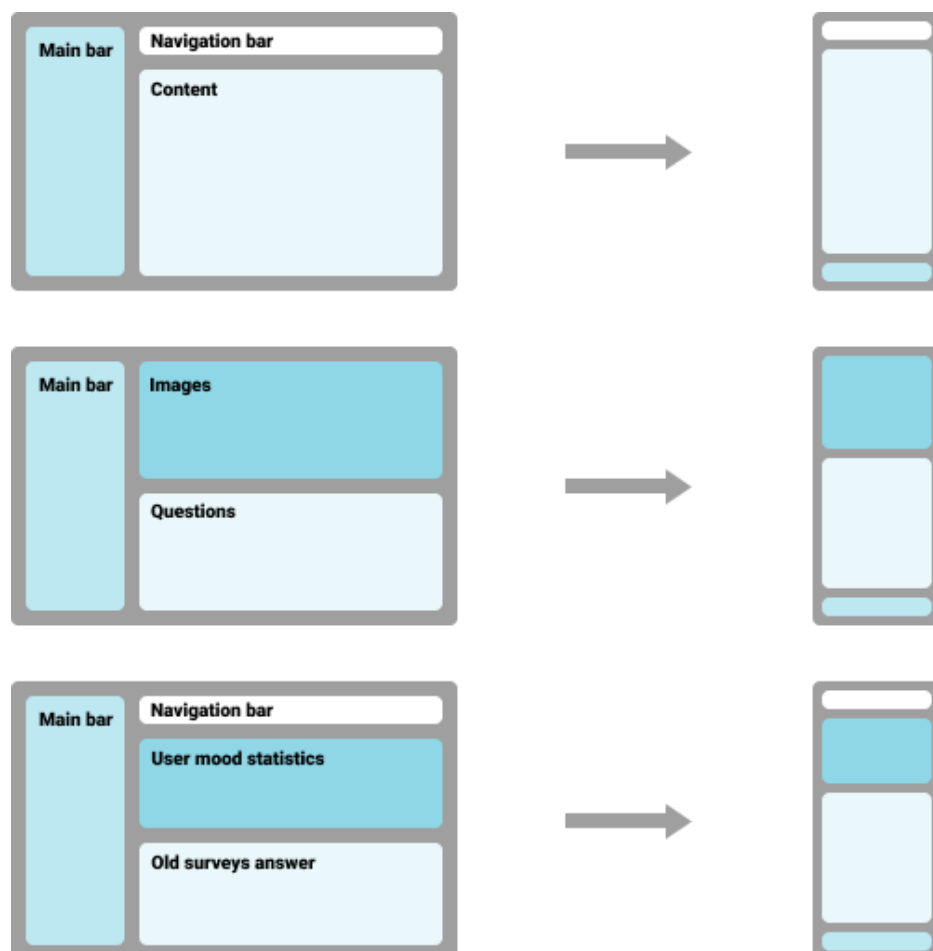 Main bar
Navigation bar
Content
Main bar
Images
Questions
Main bar
Navigation bar
User mood statistics
Old surveys answer